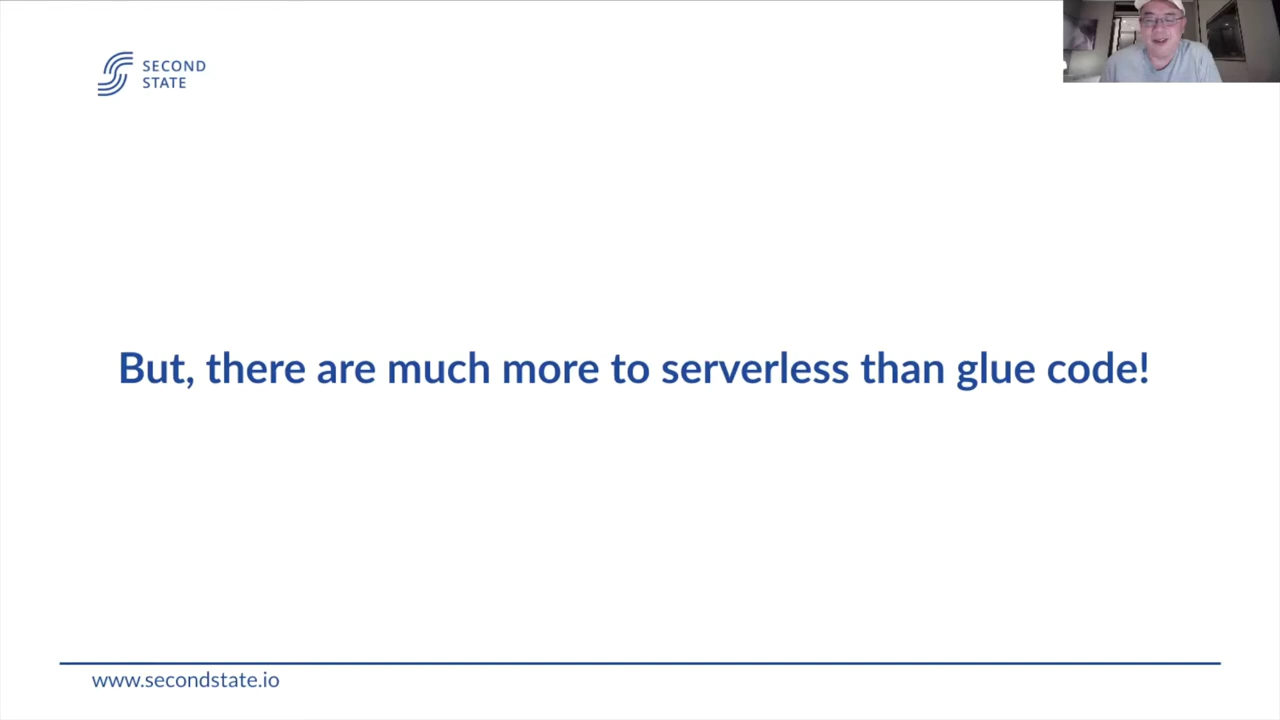 SECOND
STATE
But, there are much more to serverless than glue code!
www.secondstate.io